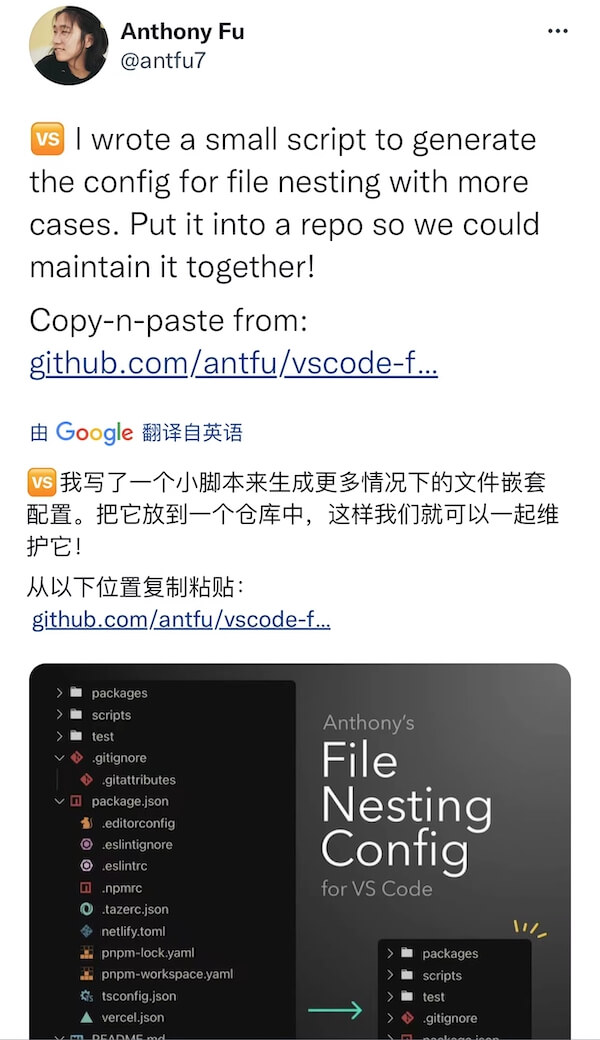 Anthony Fu
@antfu7
VS I wrote a small script to generate
the config for file nesting with more
cases. Put it into a repo so we could
maintain it together!
Copy-n-paste from:
github.com/antfu/vscode-f...
由 Google 翻译自英语
VS 我写了一个小脚本来生成更多情况下的文件嵌套
配置。把它放到一个仓库中，这样我们就可以一起维
护它！
从以下位置复制粘贴：
github.com/antfu/vscode-f...
packages
scripts
test
.gitignore
.gitattributes
package.json
.editorconfig
.eslintignore
.eslintrc
.npmrc
.tazerc.json
netlify.toml
pnpm-lock.yaml
pnpm-workspace.yaml
tsconfig.json
vercel.json
README.md
Anthony's
File
Nesting
Config
for VS Code
packages
scripts
test
.gitignore
package.json